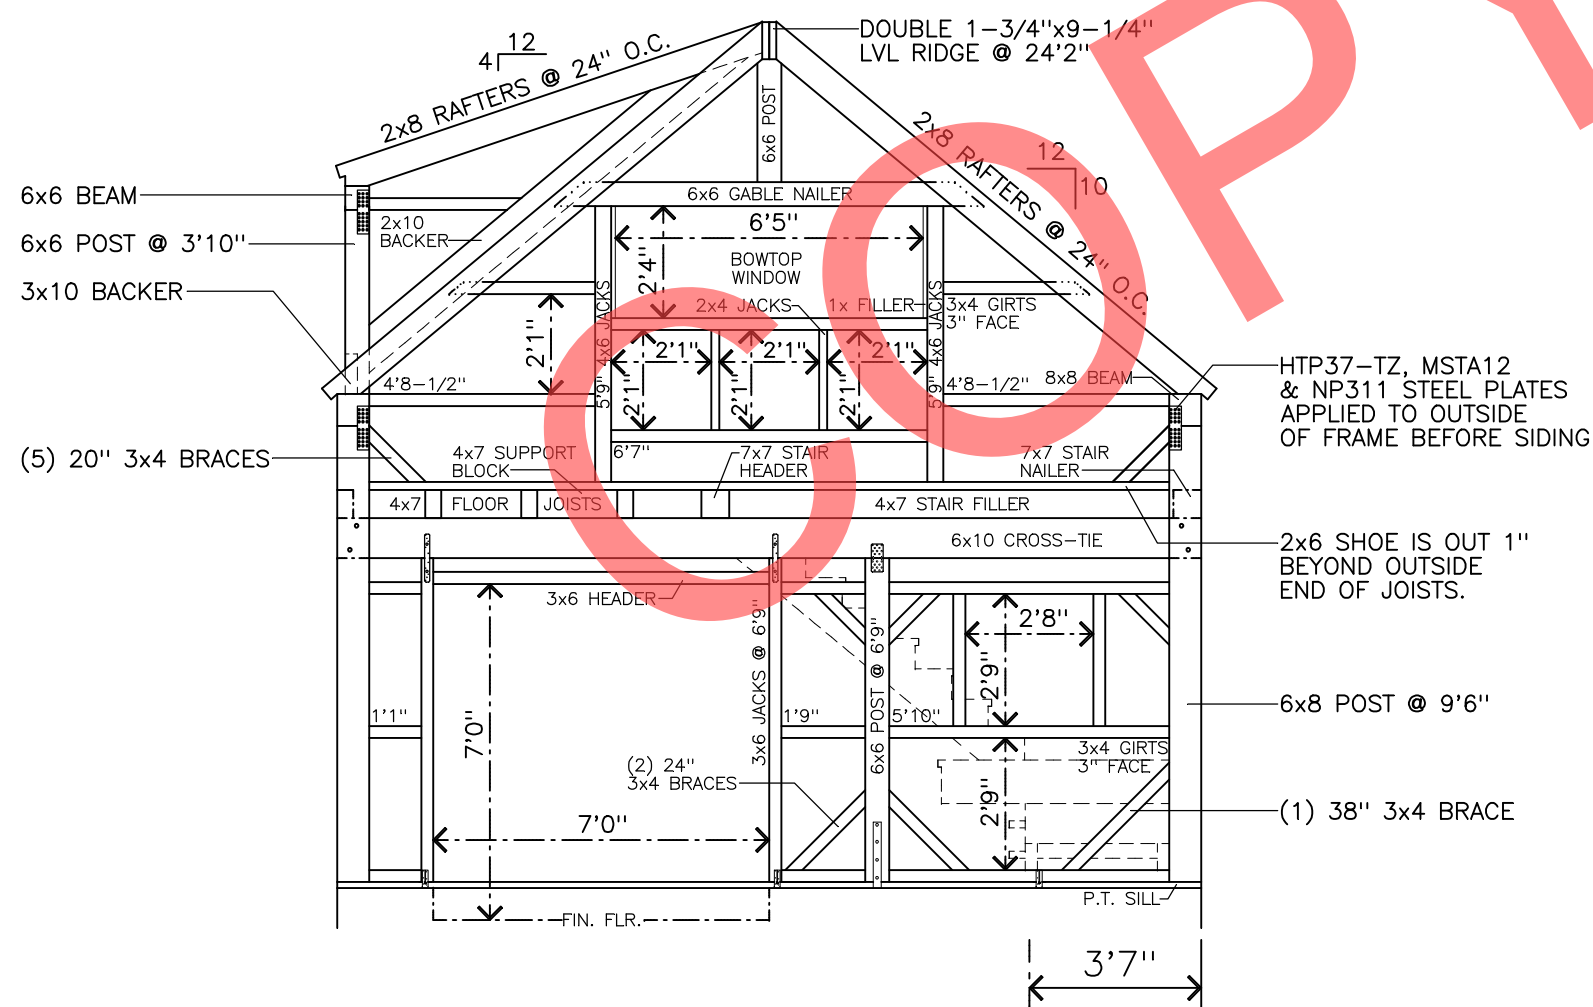 DOUBLE 1-3/4"x9-1/4"
LVL RIDGE @ 24'2"
12
4
2x8 RAFTERS @ 24" O.C.
6x6 POST
2x8 RAFTERS @ 24" O.C.
12
10
6x6 BEAM
6x6 GABLE NAILER
2x10
BACKER
6'5"
6x6 POST @ 3'10"
2'4"
BOWTOP
WINDOW
3x10 BACKER
2x4 JACKS
1x FILLER
3x4 GIRTS
3" FACE
5'9" 4x6 JACKS
5'9" 4x6 JACKS
2'1"
2'1"
2'1"
2'1"
2'1"
2'1"
2'1"
4'8-1/2"
4'8-1/2"
8x8 BEAM
HTP37-TZ, MSTA12
& NP311 STEEL PLATES
APPLIED TO OUTSIDE
OF FRAME BEFORE SIDING
(5) 20" 3x4 BRACES
4x7 SUPPORT
BLOCK
6'7"
7x7 STAIR
HEADER
7x7 STAIR
NAILER
4x7
FLOOR
JOISTS
4x7 STAIR FILLER
6x10 CROSS-TIE
2x6 SHOE IS OUT 1"
BEYOND OUTSIDE
END OF JOISTS.
3x6 HEADER
3x6 JACKS @ 6'9"
6x6 POST @ 6'9"
2'8"
2'9"
7'0"
1'1"
1'9"
5'10"
6x8 POST @ 9'6"
(2) 24"
3x4 BRACES
3x4 GIRTS
3" FACE
2'9"
7'0"
(1) 38" 3x4 BRACE
P.T. SILL
FIN. FLR.
3'7"
COPY